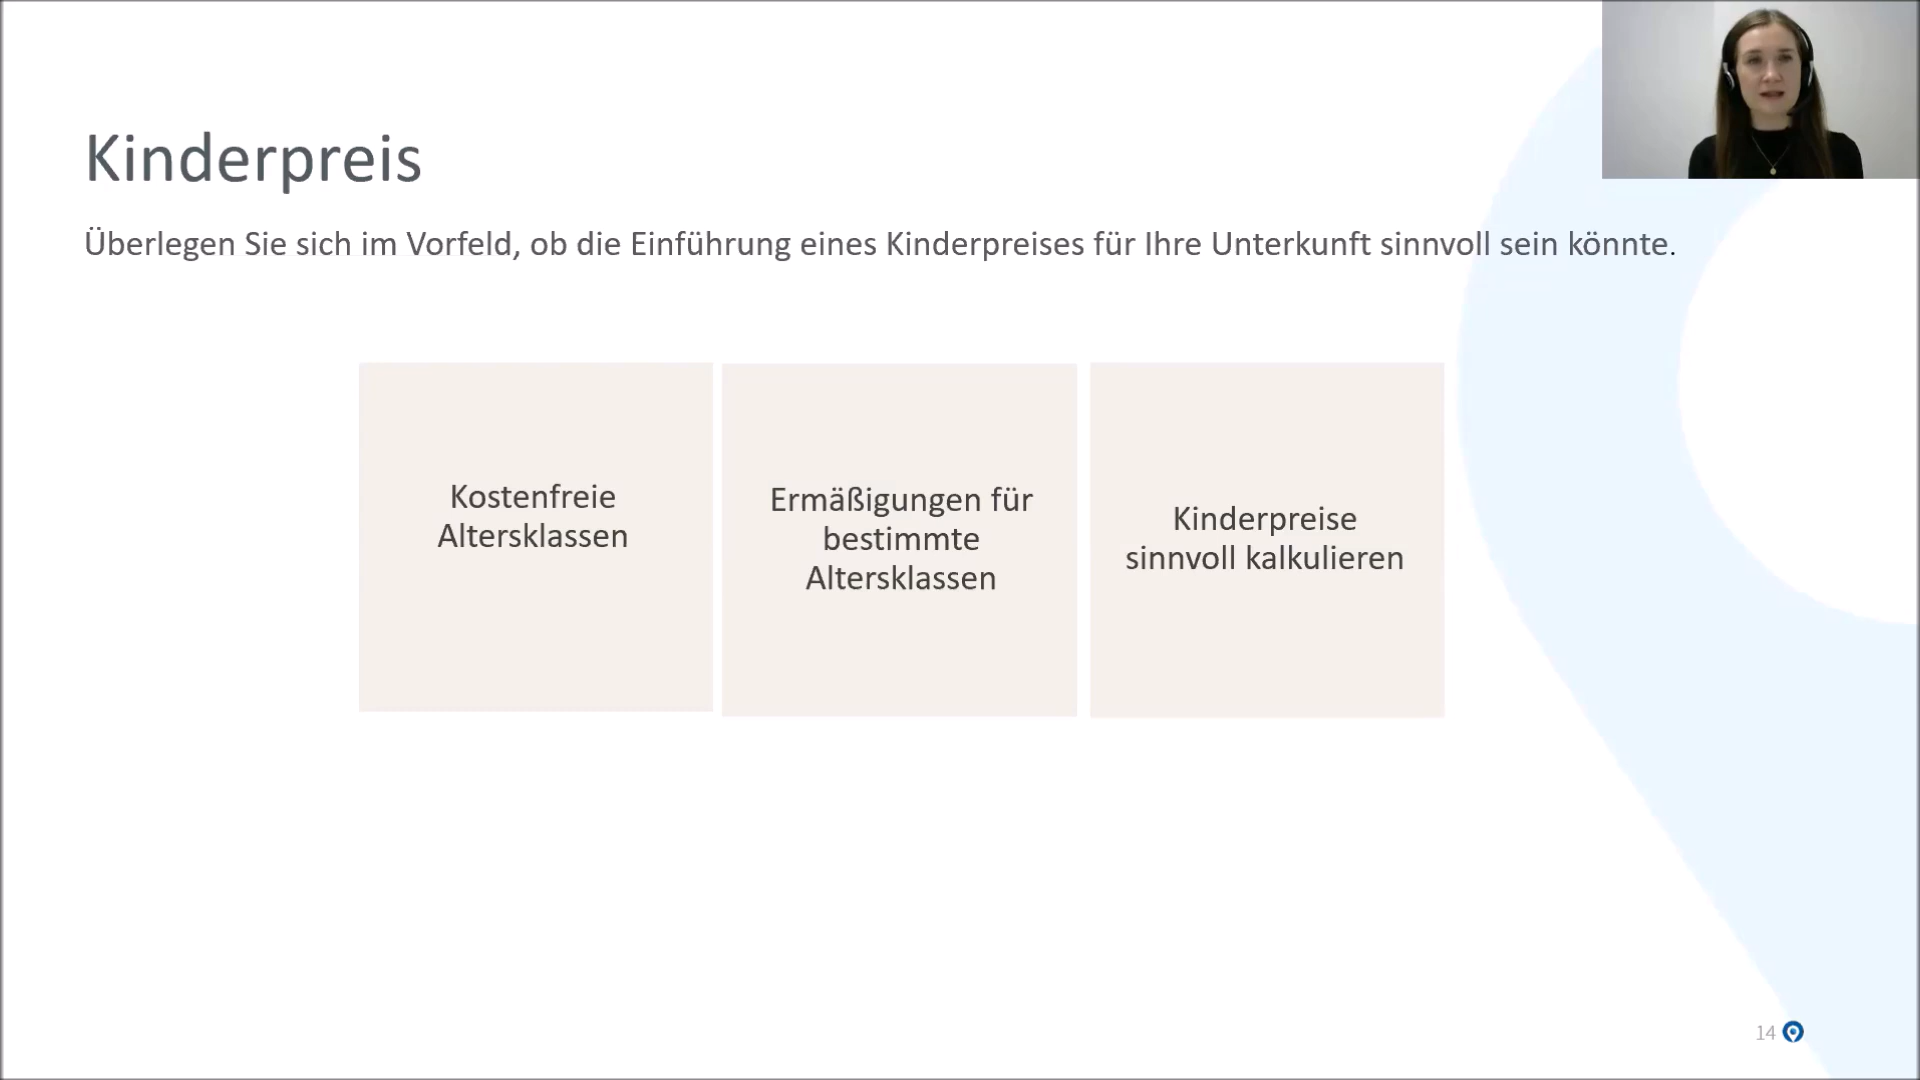 Kinderpreis
Überlegen Sie sich im Vorfeld, ob die Einführung eines Kinderpreises für Ihre Unterkunft sinnvoll sein könnte.
Kostenfreie
Altersklassen
Ermäßigungen für
bestimmte
Altersklassen
Kinderpreise
sinnvoll kalkulieren
14